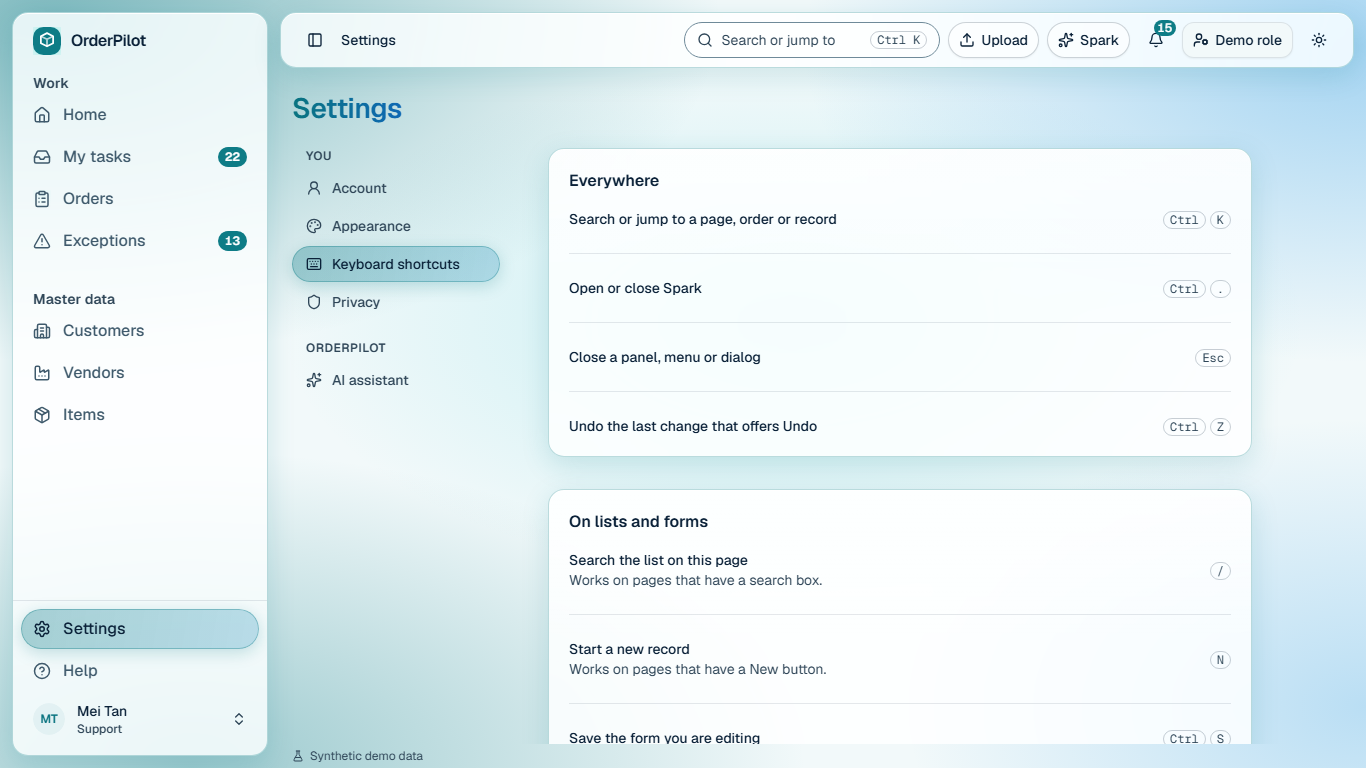 OrderPilot
Work
Home
My tasks 22
Orders
Exceptions 13
Master data
Customers
Vendors
Items
Settings
Help
MT
Mei Tan
Support
Settings
Search or jump to Ctrl K
Upload
Spark
15
Demo role
Settings
YOU
Account
Appearance
Keyboard shortcuts
Privacy
ORDERPILOT
AI assistant
Everywhere
Search or jump to a page, order or record Ctrl K
Open or close Spark Ctrl .
Close a panel, menu or dialog Esc
Undo the last change that offers Undo Ctrl Z
On lists and forms
Search the list on this page
Works on pages that have a search box. /
Start a new record
Works on pages that have a New button. N
Save the form you are editing Ctrl S
Synthetic demo data